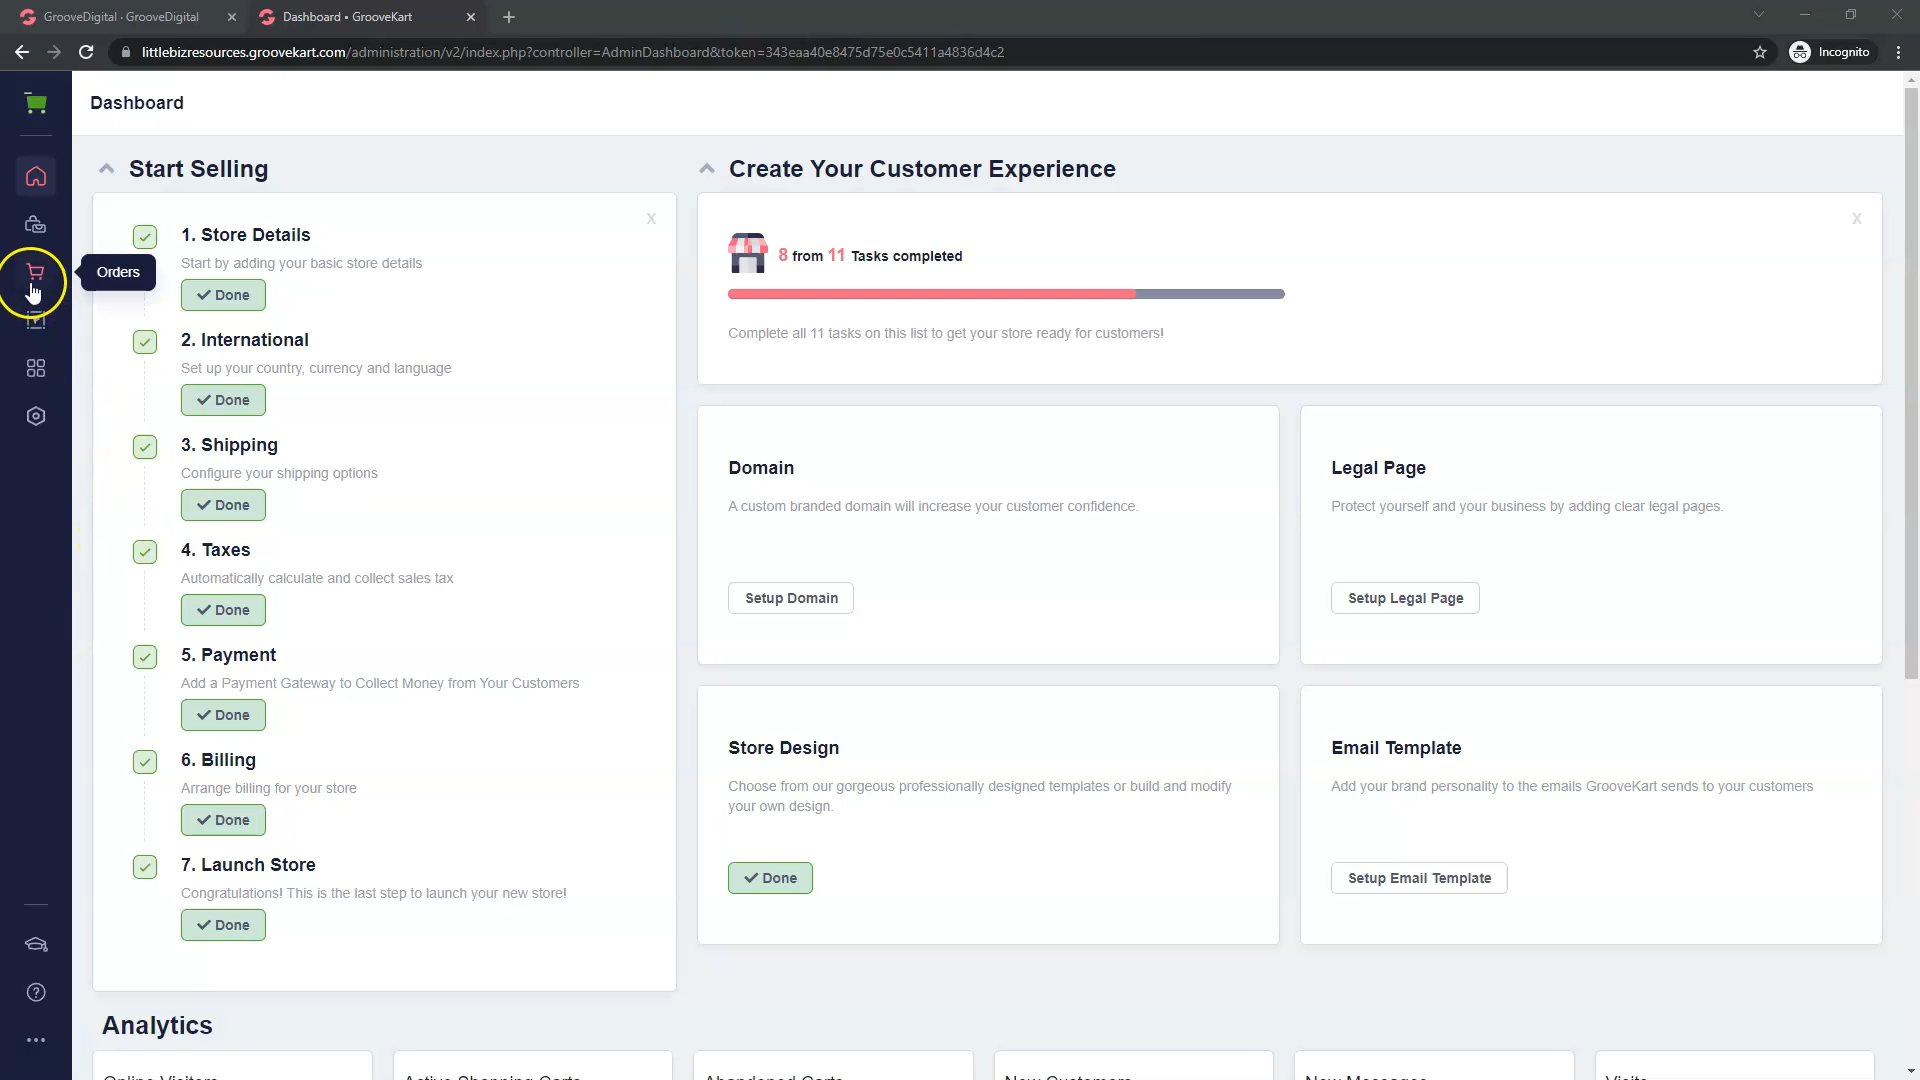 GrooveDigital · GrooveDigital
Dashboard • GrooveKart
littlebizresources.groovekart.com/administration/v2/index.php?controller=AdminDashboard&token=343eaa40e8475d75e0c5411a4836d4c2
Incognito
Dashboard
Start Selling
X
1. Store Details
Start by adding your basic store details
Done
Orders
2. International
Set up your country, currency and language
Done
3. Shipping
Configure your shipping options
Done
4. Taxes
Automatically calculate and collect sales tax
Done
5. Payment
Add a Payment Gateway to Collect Money from Your Customers
Done
6. Billing
Arrange billing for your store
Done
7. Launch Store
Congratulations! This is the last step to launch your new store!
Done
Create Your Customer Experience
X
8 from 11 Tasks completed
Complete all 11 tasks on this list to get your store ready for customers!
Domain
A custom branded domain will increase your customer confidence.
Setup Domain
Legal Page
Protect yourself and your business by adding clear legal pages.
Setup Legal Page
Store Design
Choose from our gorgeous professionally designed templates or build and modify
your own design.
Done
Email Template
Add your brand personality to the emails GrooveKart sends to your customers
Setup Email Template
Analytics
Online Visitors
Active Shopping Carts
Abandoned Carts
New Customers
New Messages
Visits